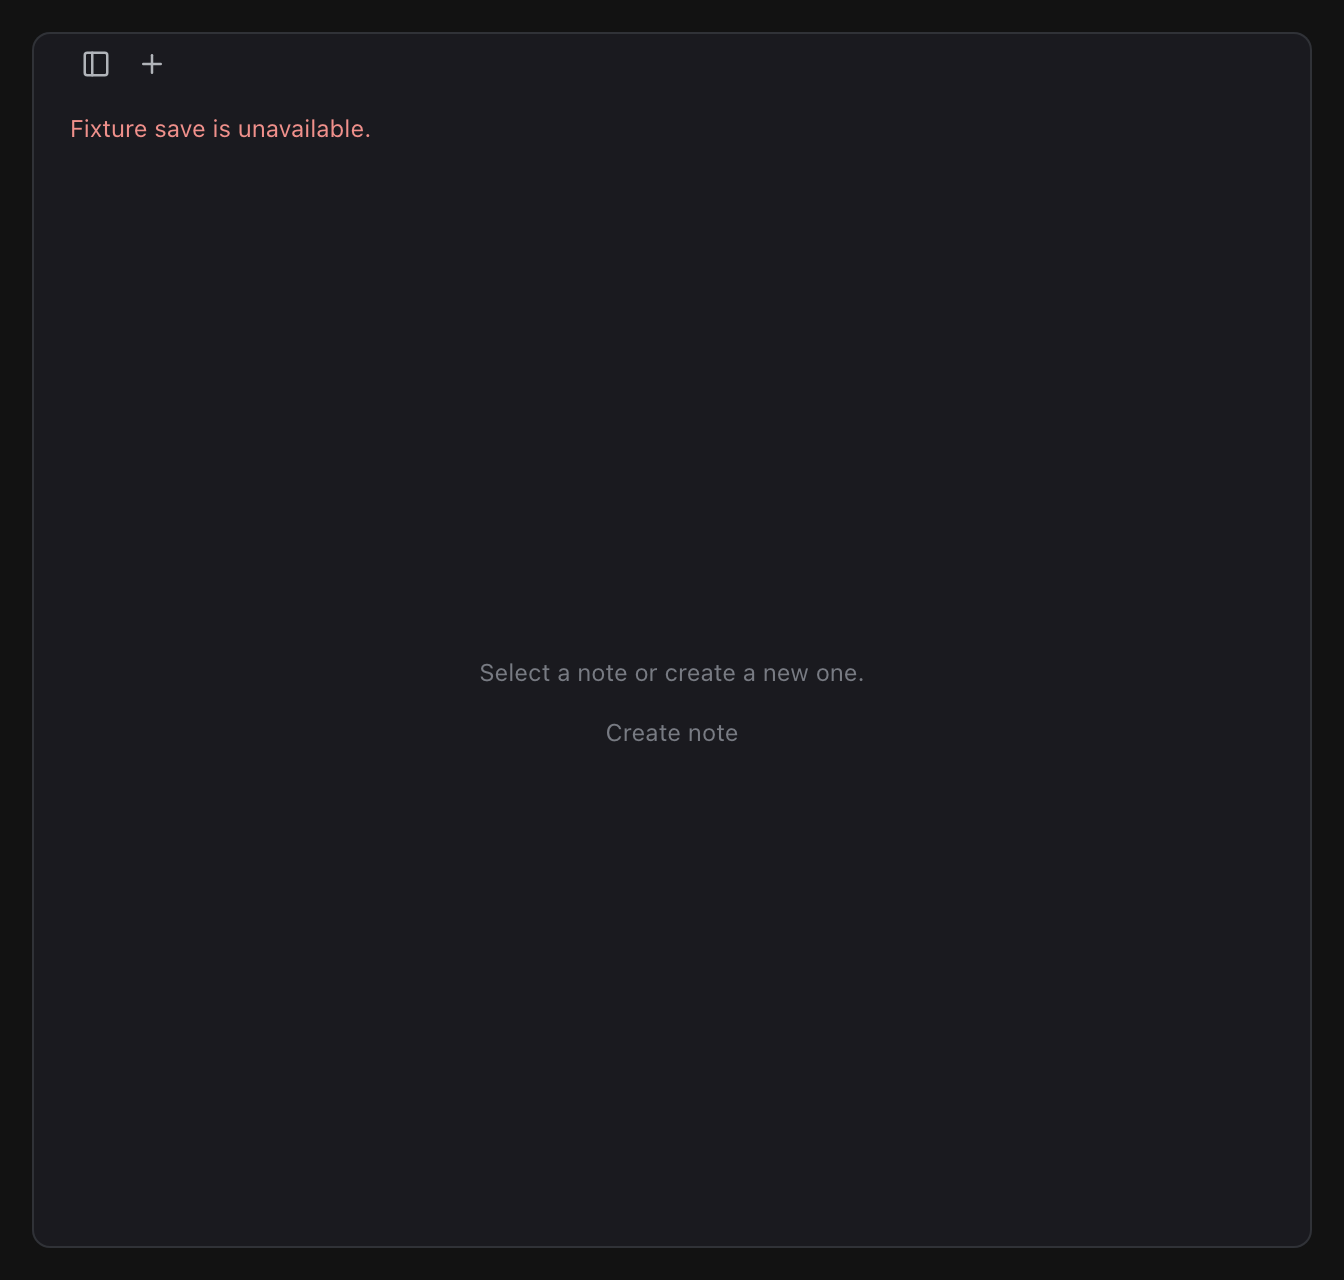 Fixture save is unavailable.
Select a note or create a new one.
Create note